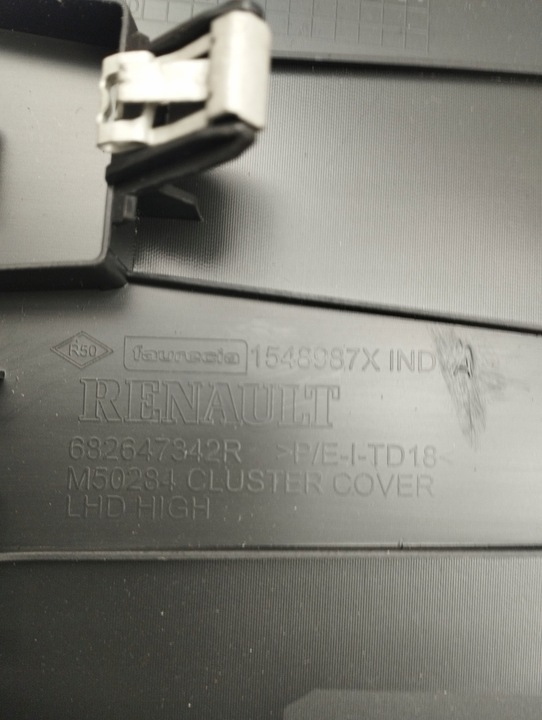 R50 faurecia 1548987X IND
RENAULT
682647342R >P/E-I-TD18<
M50284 CLUSTER COVER
LHD HIGH